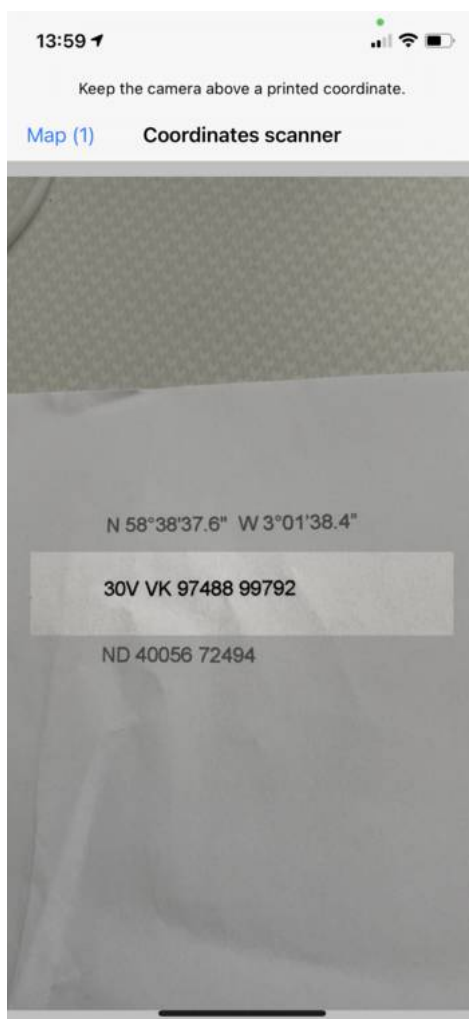 13:59
Keep the camera above a printed coordinate.
Map (1) Coordinates scanner
N 58°38'37.6" W 3°01'38.4"
30V VK 97488 99792
ND 40056 72494